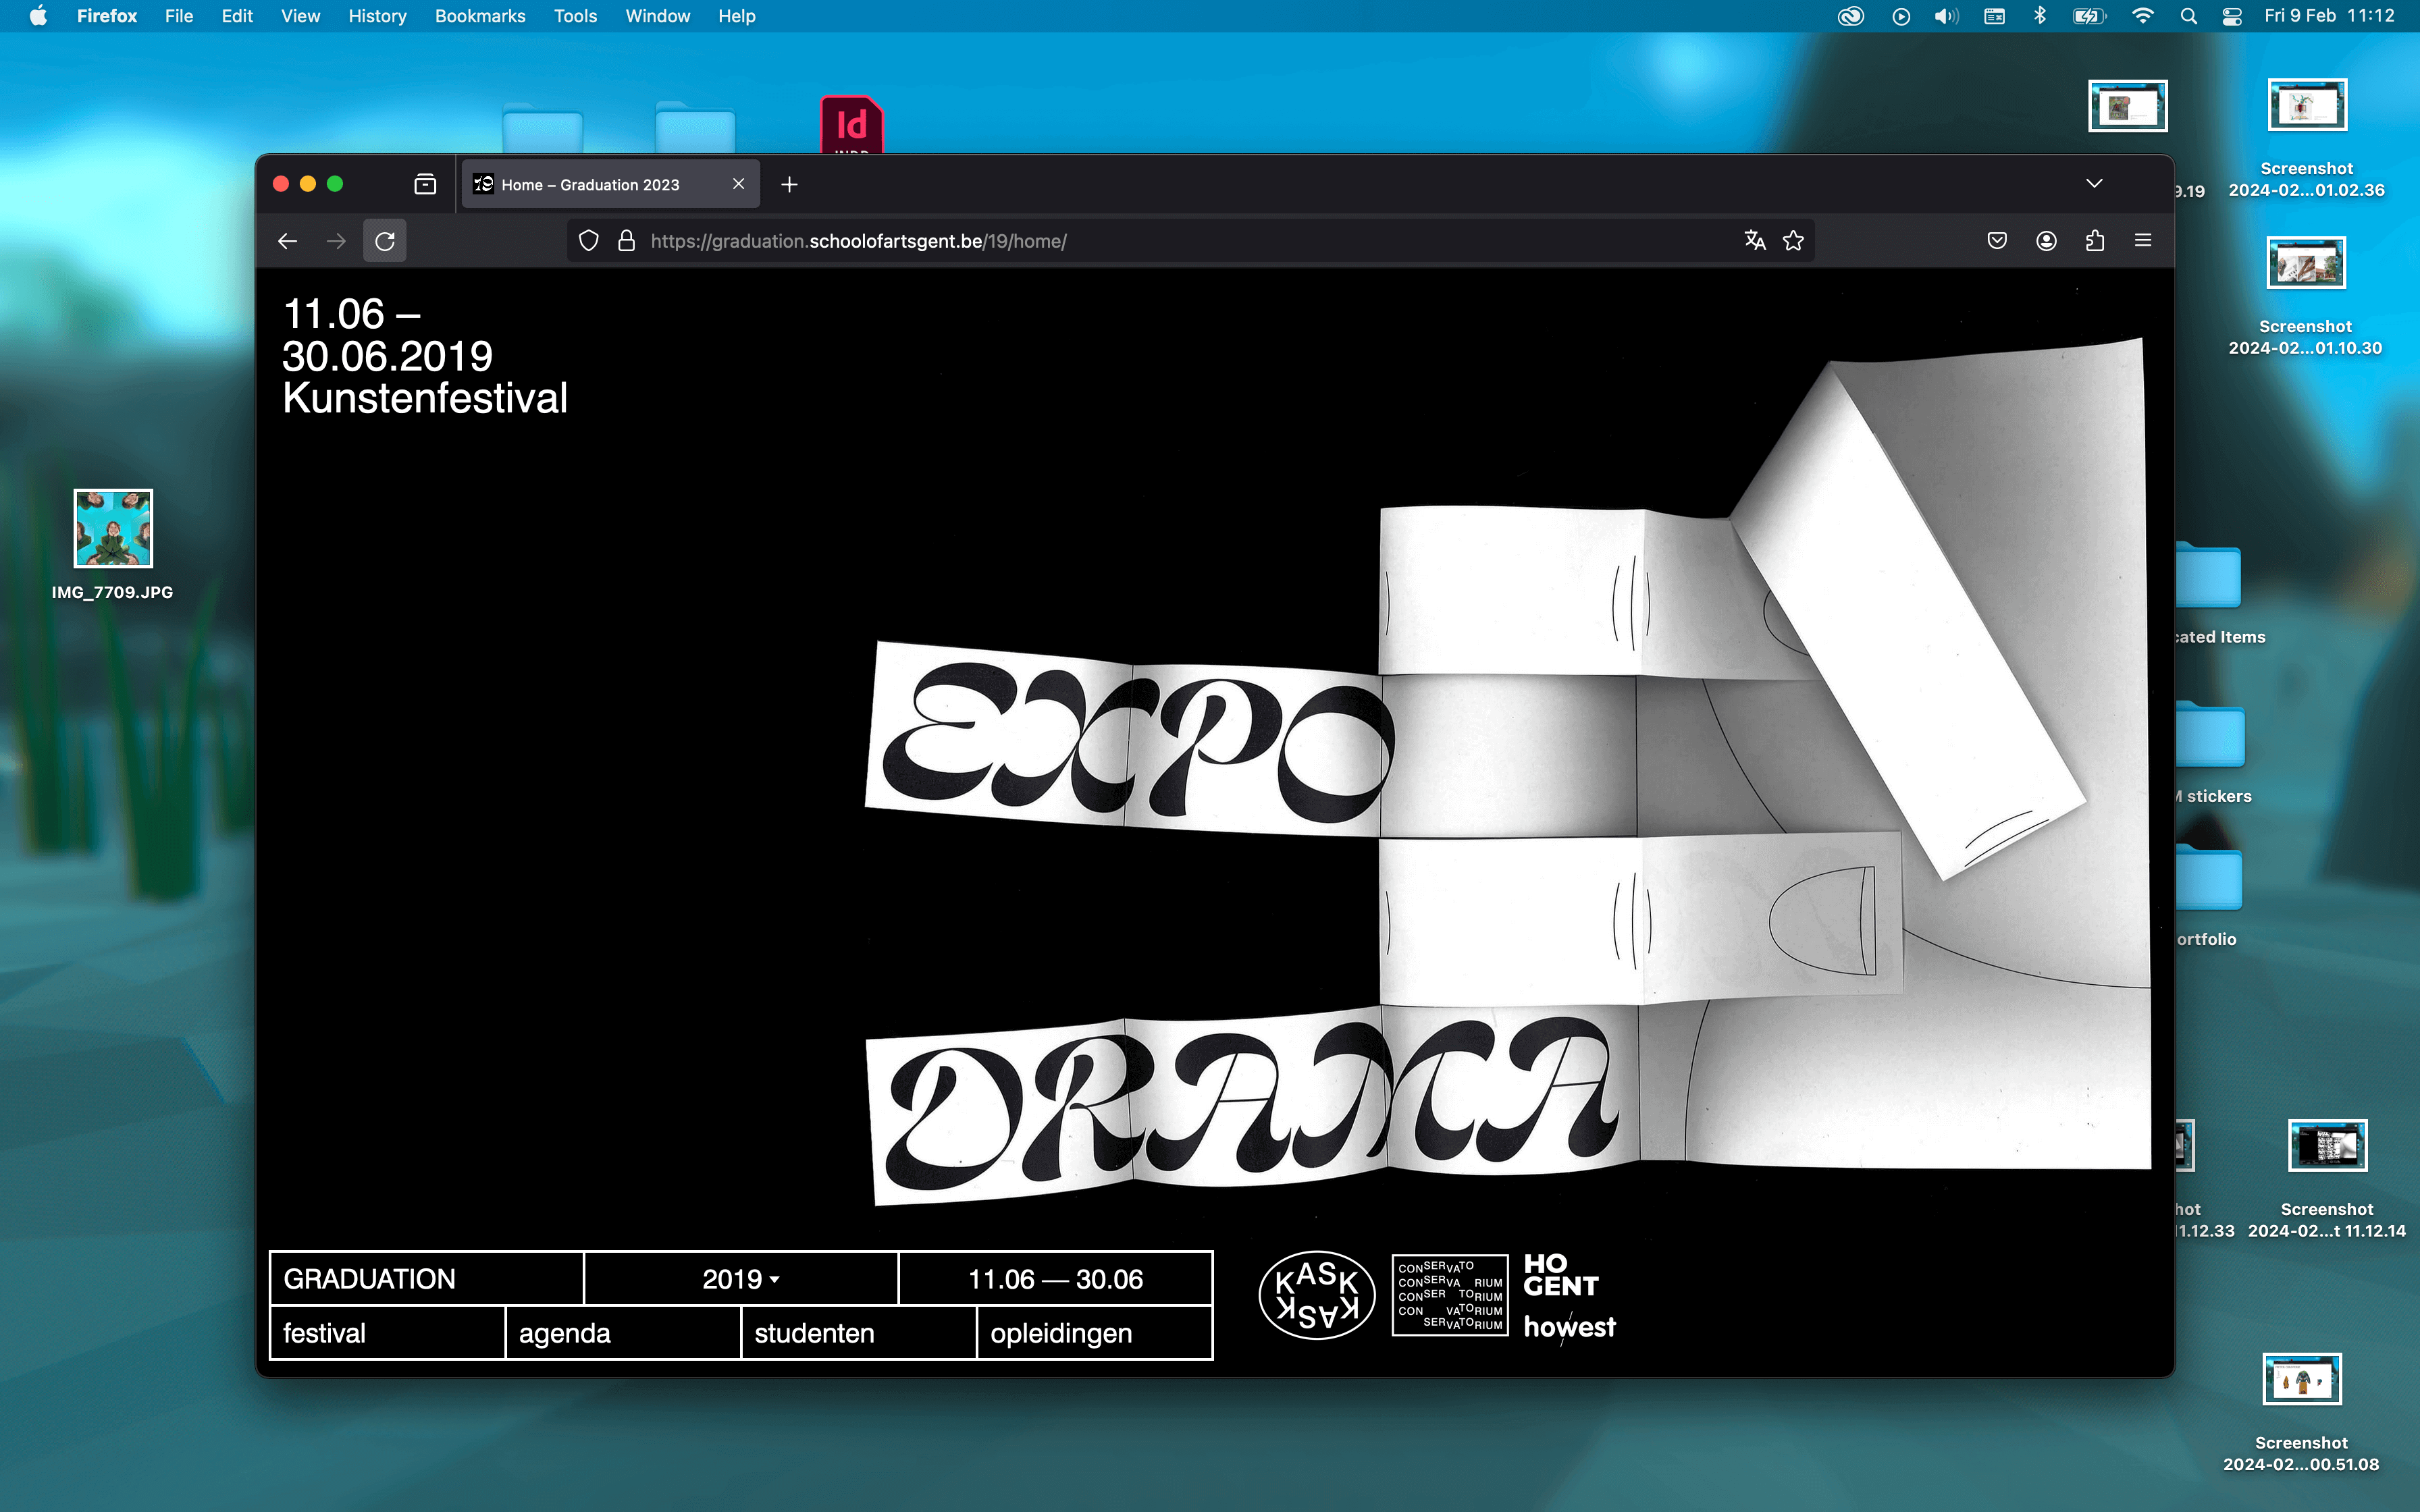 Firefox File Edit View History Bookmarks Tools Window Help
Fri 9 Feb 11:12
Id
Screenshot
2024-02...01.02.36
9.19
Screenshot
2024-02...01.10.30
IMG_7709.JPG
cated Items
stickers
ortfolio
hot
11.12.33
Screenshot
2024-02...t 11.12.14
Screenshot
2024-02...00.51.08
Home – Graduation 2023
https://graduation.schoolofartsgent.be/19/home/
11.06 –
30.06.2019
Kunstenfestival
EXPO
DRAMA
GRADUATION
2019
11.06 — 30.06
festival
agenda
studenten
opleidingen
KASK
KASK
CONSERVATO
CONSERVA RIUM
CONSER TORIUM
CON VATORIUM
SERVATORIUM
HO
GENT
howest